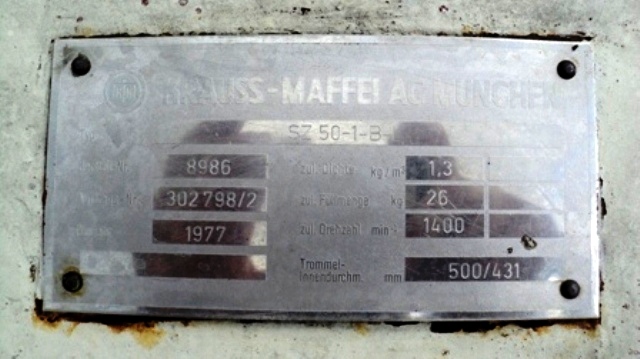 KRAUSS-MAFFEI AG MÜNCHEN
SZ 50-1-B
8986 zul. Dichte kg/m³ 1,3
302798/2 zul. Füllmenge kg 26
1977 zul. Drehzahl min-1 1400
Trommel-
Innendurchm. mm 500/431